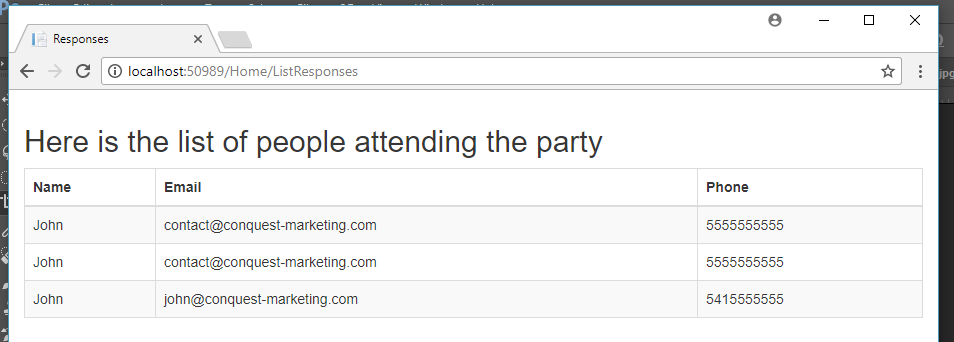 Responses
localhost:50989/Home/ListResponses
Here is the list of people attending the party
Name Email Phone
John contact@conquest-marketing.com 5555555555
John contact@conquest-marketing.com 5555555555
John john@conquest-marketing.com 5415555555